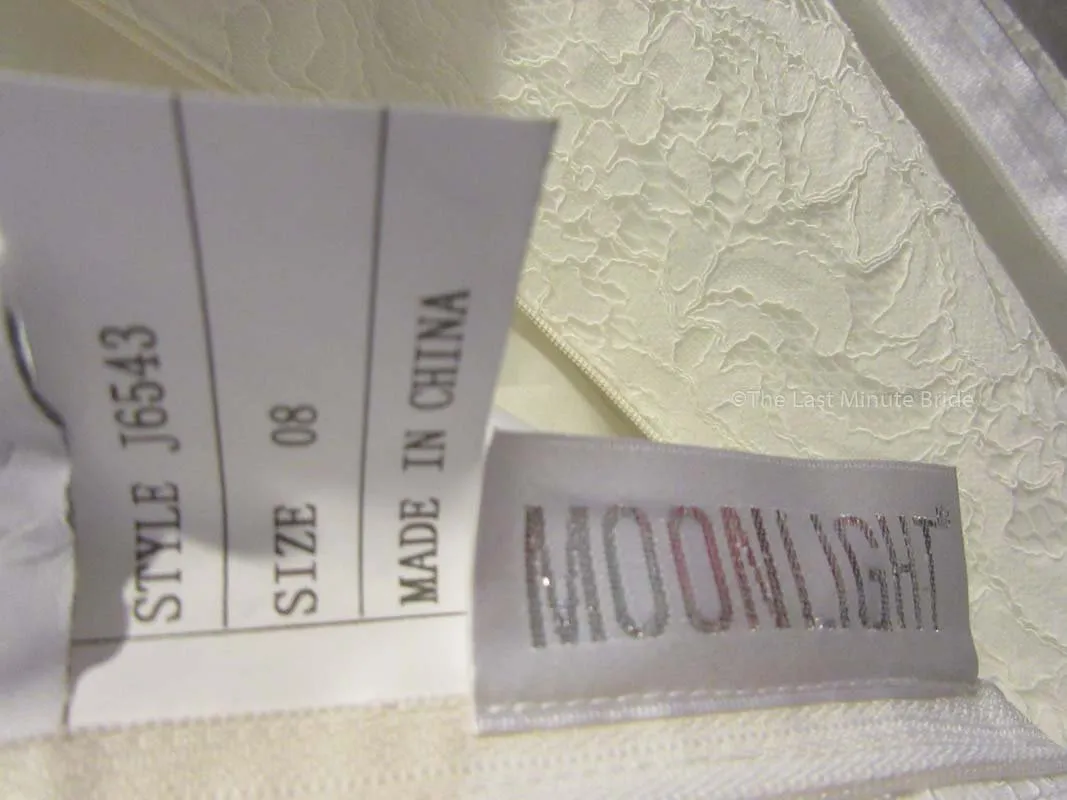 STYLE J6543
SIZE 08
MADE IN CHINA
MOONLIGHT®
©The Last Minute Bride